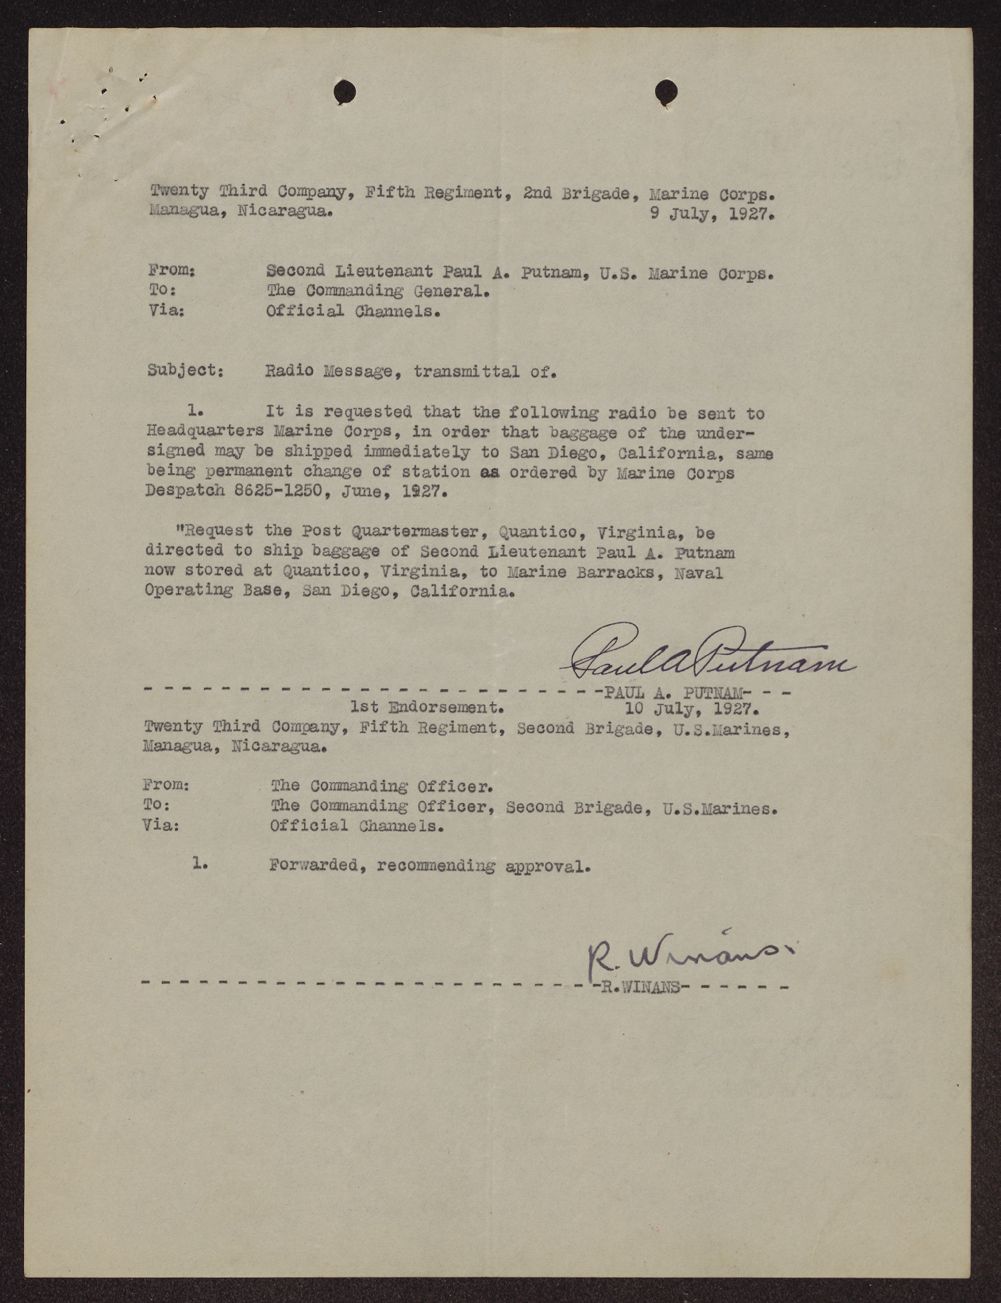 Twenty Third Company, Fifth Regiment, 2nd Brigade, Marine Corps.
Managua, Nicaragua. 9 July, 1927.
From: Second Lieutenant Paul A. Putnam, U.S. Marine Corps.
To: The Commanding General.
Via: Official Channels.
Subject: Radio Message, transmittal of.
1. It is requested that the following radio be sent to
Headquarters Marine Corps, in order that baggage of the under-
signed may be shipped immediately to San Diego, California, same
being permanent change of station as ordered by Marine Corps
Despatch 8625-1250, June, 1927.
"Request the Post Quartermaster, Quantico, Virginia, be
directed to ship baggage of Second Lieutenant Paul A. Putnam
now stored at Quantico, Virginia, to Marine Barracks, Naval
Operating Base, San Diego, California.
Paul A Putnam
- - - - - - - - - - - - - - - - - - - - - - - -PAUL A. PUTNAM- - -
1st Endorsement. 10 July, 1927.
Twenty Third Company, Fifth Regiment, Second Brigade, U.S.Marines,
Managua, Nicaragua.
From: The Commanding Officer.
To: The Commanding Officer, Second Brigade, U.S.Marines.
Via: Official Channels.
1. Forwarded, recommending approval.
R. Winans.
- - - - - - - - - - - - - - - - - - - - - - - -R.WINANS- - - - - -